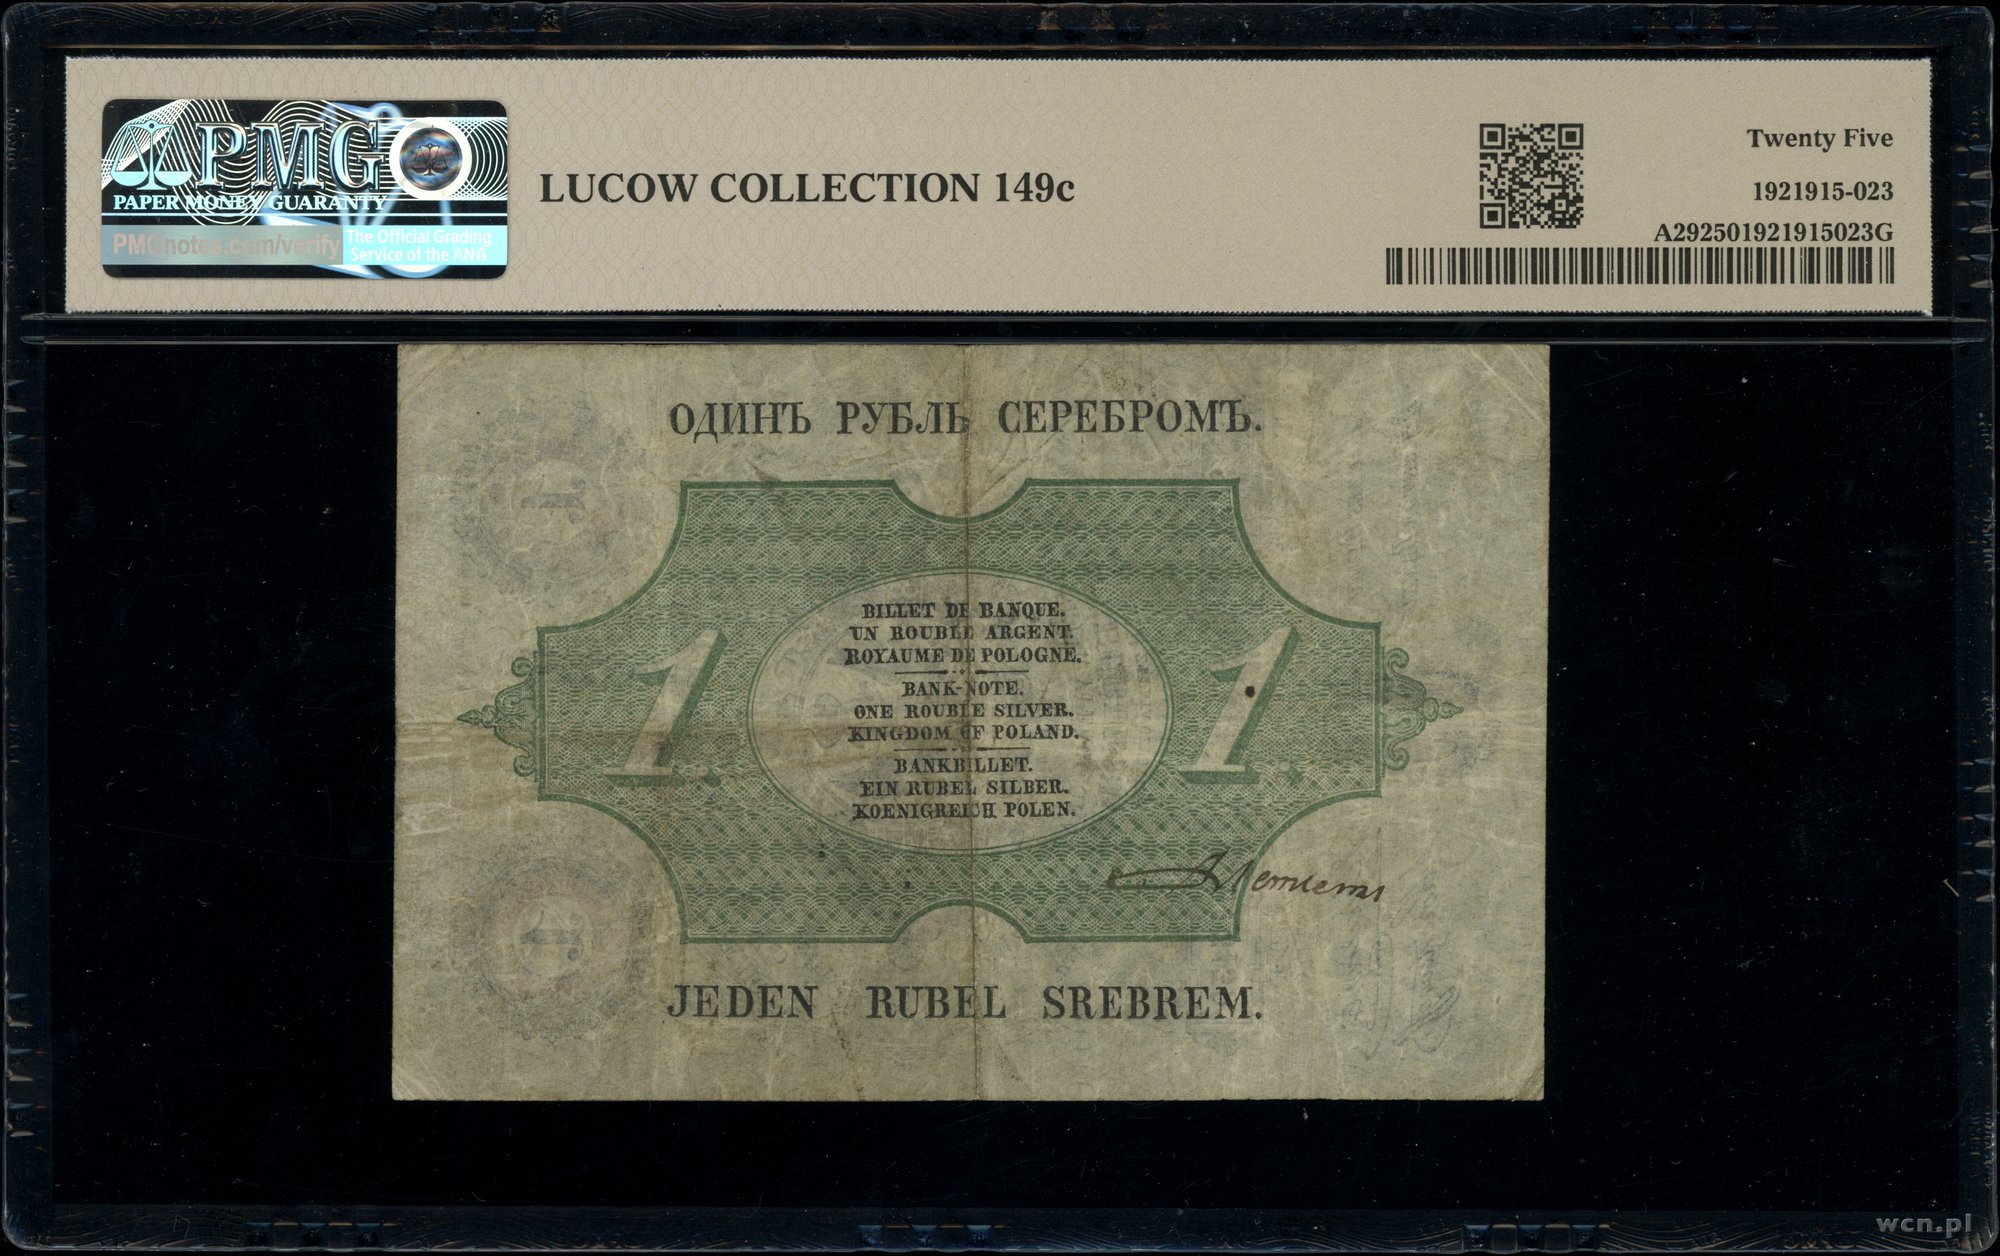 PMG
PAPER MONEY GUARANTY
PMGnotes.com/verify
The Official Grading
Service of the ANA
LUCOW COLLECTION 149c
Twenty Five
1921915-023
A292501921915023G
ОДИНЪ РУБЛЬ СЕРЕБРОМЪ.
BILLET DE BANQUE.
UN ROUBLE ARGENT.
ROYAUME DE POLOGNE.
BANK-NOTE.
ONE ROUBLE SILVER.
KINGDOM OF POLAND.
BANKBILLET.
EIN RUBEL SILBER.
KOENIGREICH POLEN.
1. 1.
JEDEN RUBEL SREBREM.
wcn.pl